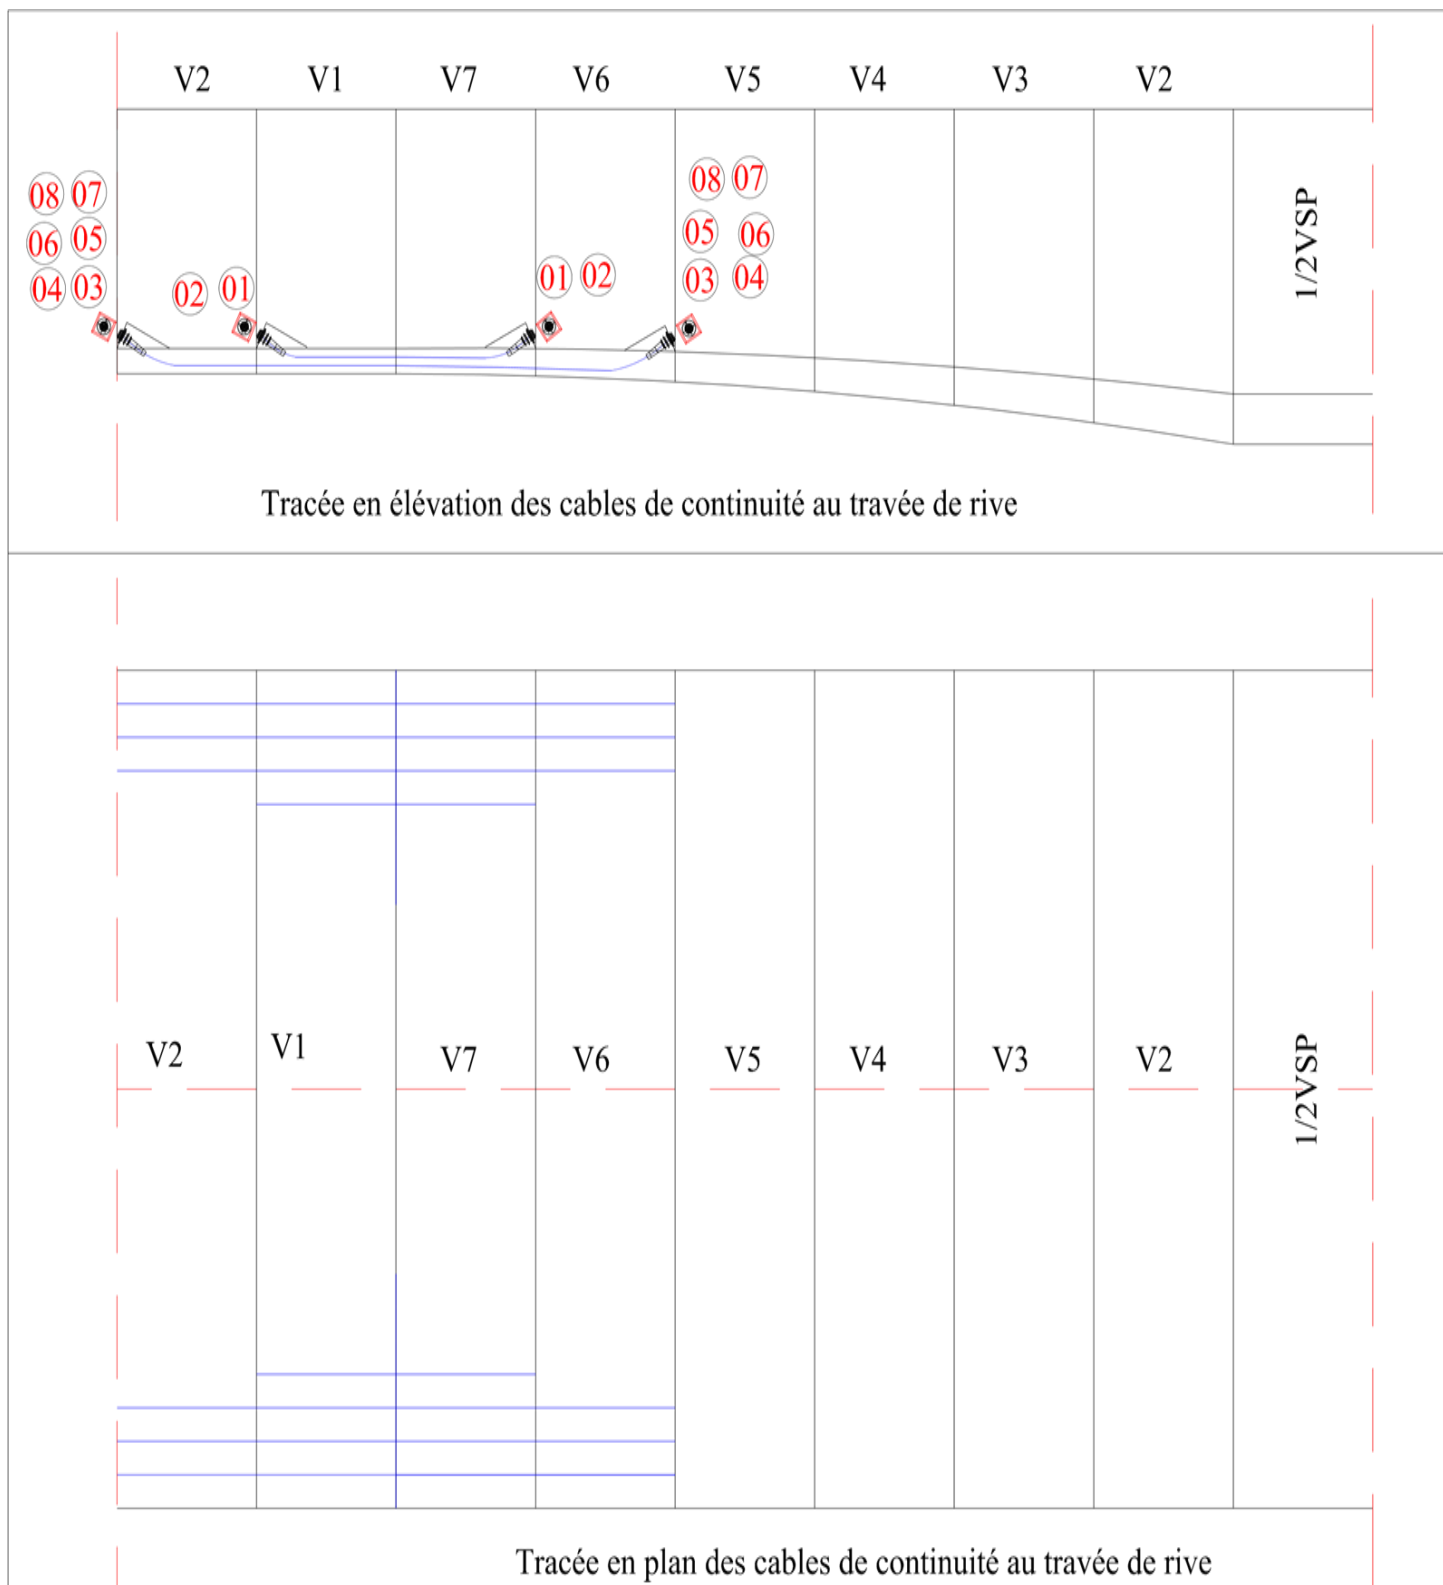 V2 V1 V7 V6 V5 V4 V3 V2
08 07 08 07
06 05 05 06
04 03 02 01 01 02 03 04
1/2VSP
Tracée en élévation des cables de continuité au travée de rive
V2 V1 V7 V6 V5 V4 V3 V2
1/2VSP
Tracée en plan des cables de continuité au travée de rive